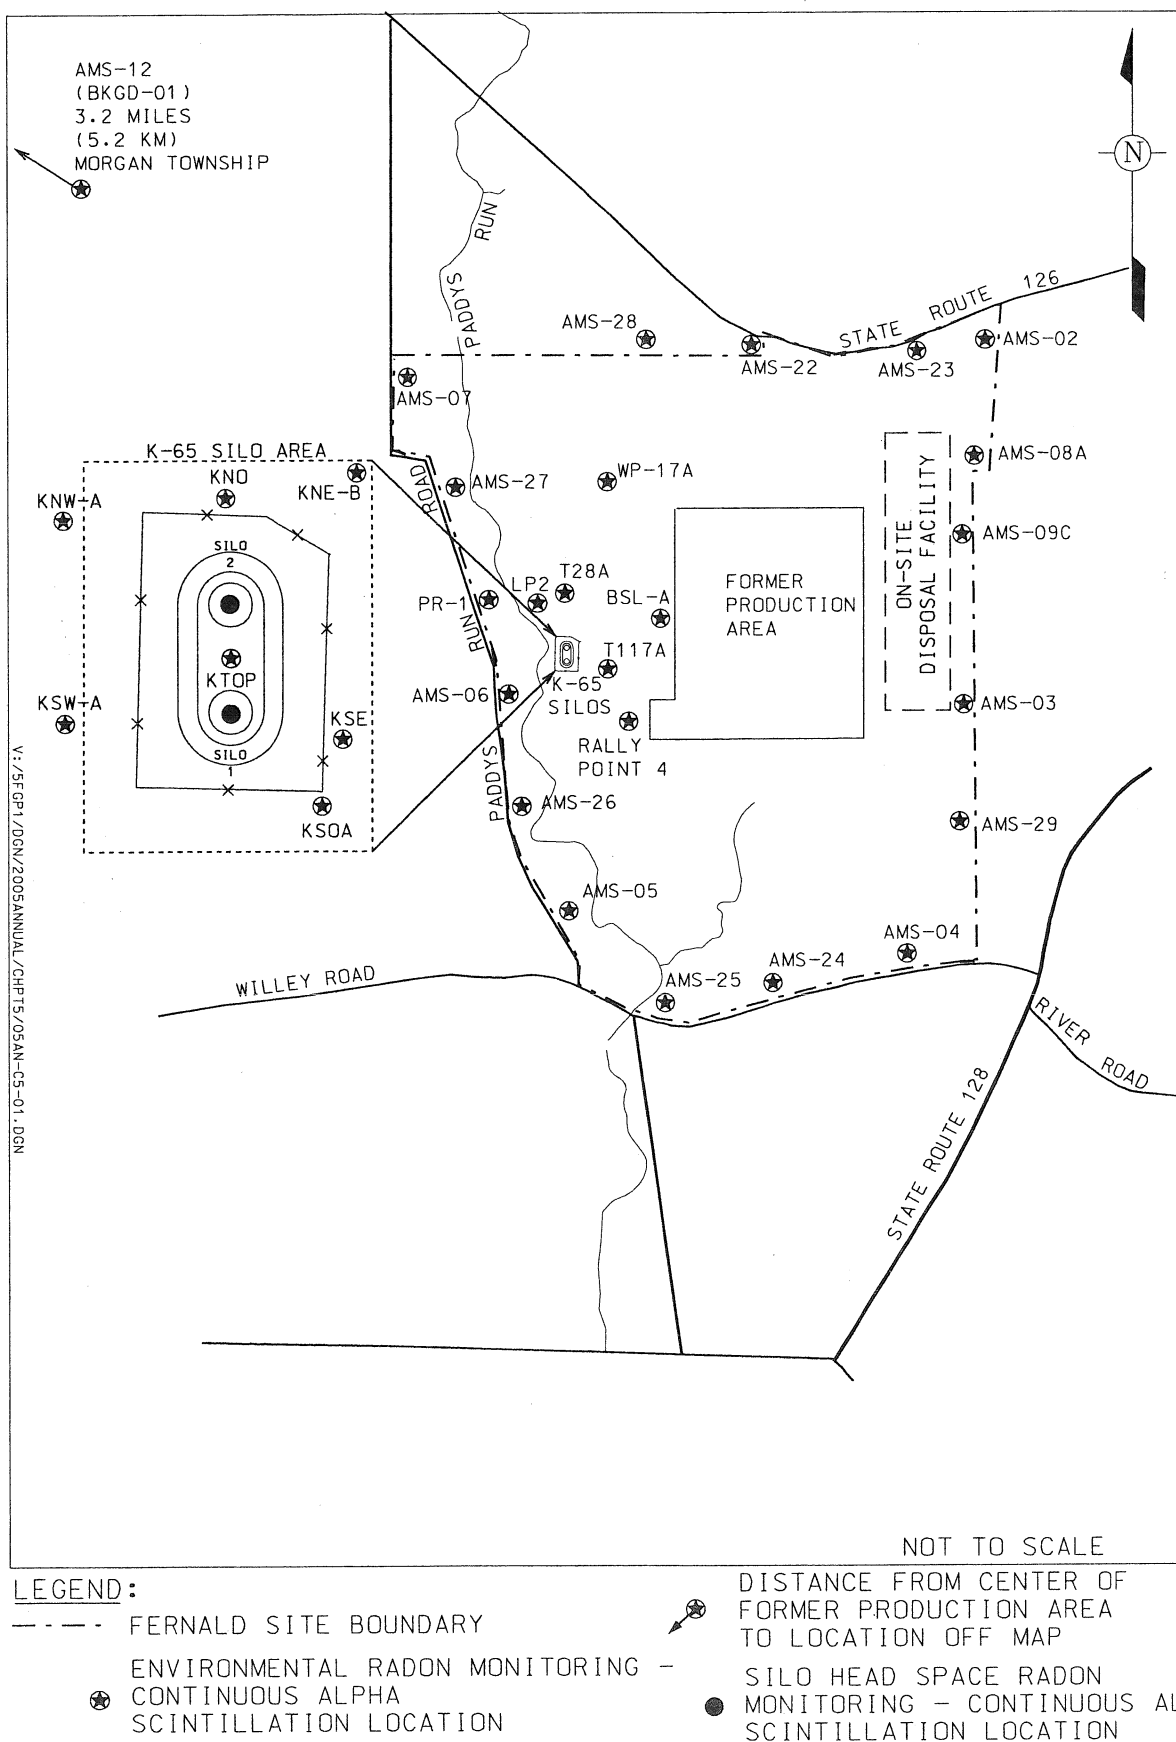 AMS-12
(BKGD-01)
3.2 MILES
(5.2 KM)
MORGAN TOWNSHIP
N
PADDYS RUN
STATE ROUTE 126
AMS-28
AMS-22
AMS-23
AMS-02
AMS-07
K-65 SILO AREA
KNW-A
KNO
KNE-B
SILO
2
KTOP
KSW-A
KSE
SILO
1
KSOA
AMS-27
WP-17A
AMS-08A
AMS-09C
ON-SITE
DISPOSAL FACILITY
FORMER
PRODUCTION
AREA
PR-1
LP2
T28A
BSL-A
T117A
AMS-06
K-65
SILOS
RALLY
POINT 4
AMS-03
PADDYS RUN ROAD
AMS-26
AMS-29
AMS-05
AMS-04
AMS-24
AMS-25
WILLEY ROAD
RIVER ROAD
STATE ROUTE 128
V:/5FGP1/DGN/2005ANNUAL/CHPT5/05AN-C5-01.DGN
NOT TO SCALE
LEGEND:
FERNALD SITE BOUNDARY
ENVIRONMENTAL RADON MONITORING -
CONTINUOUS ALPHA
SCINTILLATION LOCATION
DISTANCE FROM CENTER OF
FORMER PRODUCTION AREA
TO LOCATION OFF MAP
SILO HEAD SPACE RADON
MONITORING - CONTINUOUS
SCINTILLATION LOCATION